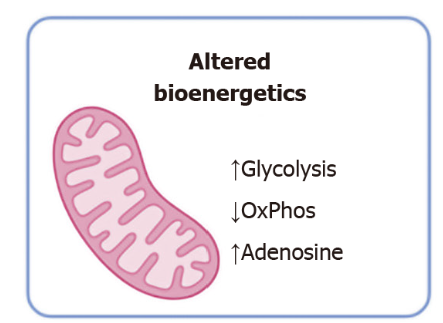 Altered
bioenergetics
↑Glycolysis
↓OxPhos
↑Adenosine